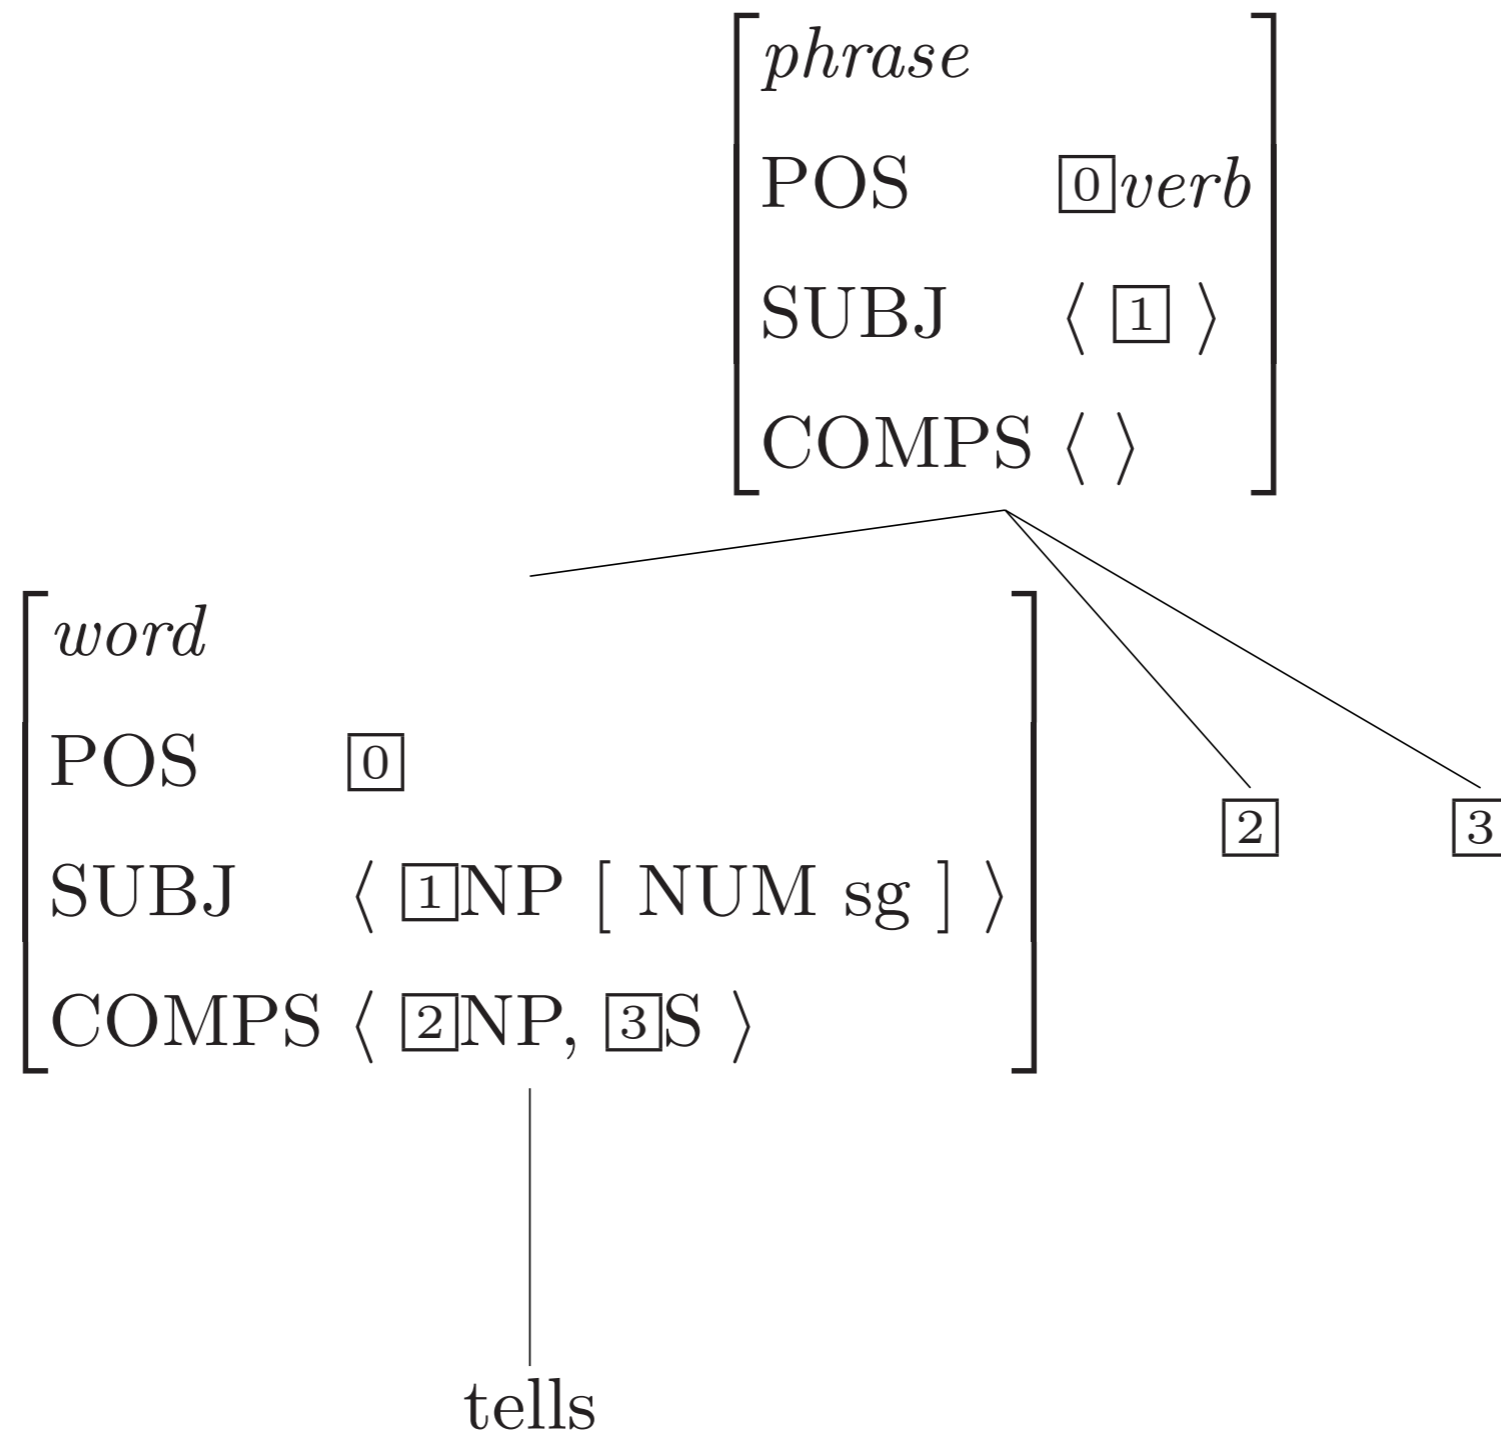 phrase
POS 0 verb
SUBJ ⟨ 1 ⟩
COMPS ⟨ ⟩
word
POS 0
SUBJ ⟨ 1 NP [ NUM sg ] ⟩
COMPS ⟨ 2 NP, 3 S ⟩
2 3
tells